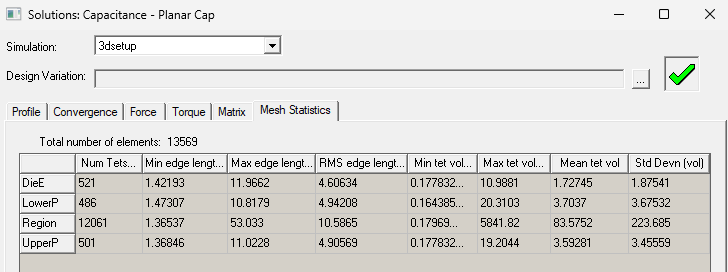 Solutions: Capacitance - Planar Cap
Simulation: 3dsetup
Design Variation: ...
Profile Convergence Force Torque Matrix Mesh Statistics
Total number of elements: 13569
Num Tets... Min edge lengt... Max edge lengt... RMS edge lengt... Min tet vol... Max tet vol... Mean tet vol Std Devn (vol)
DieE 521 1.42193 11.9662 4.60634 0.177832... 10.9881 1.72745 1.87541
LowerP 486 1.47307 10.8179 4.94208 0.164385... 20.3103 3.7037 3.67532
Region 12061 1.36537 53.033 10.5865 0.17969... 5841.82 83.5752 223.685
UpperP 501 1.36846 11.0228 4.90569 0.177832... 19.2044 3.59281 3.45559